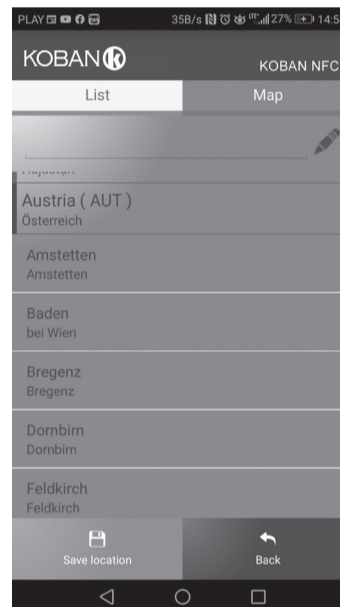 PLAY 35B/s LTE 27% 14:5
KOBAN
KOBAN NFC
List Map
Austria ( AUT )
Österreich
Amstetten
Amstetten
Baden
bei Wien
Bregenz
Bregenz
Dornbirn
Dornbirn
Feldkirch
Feldkirch
Save location Back